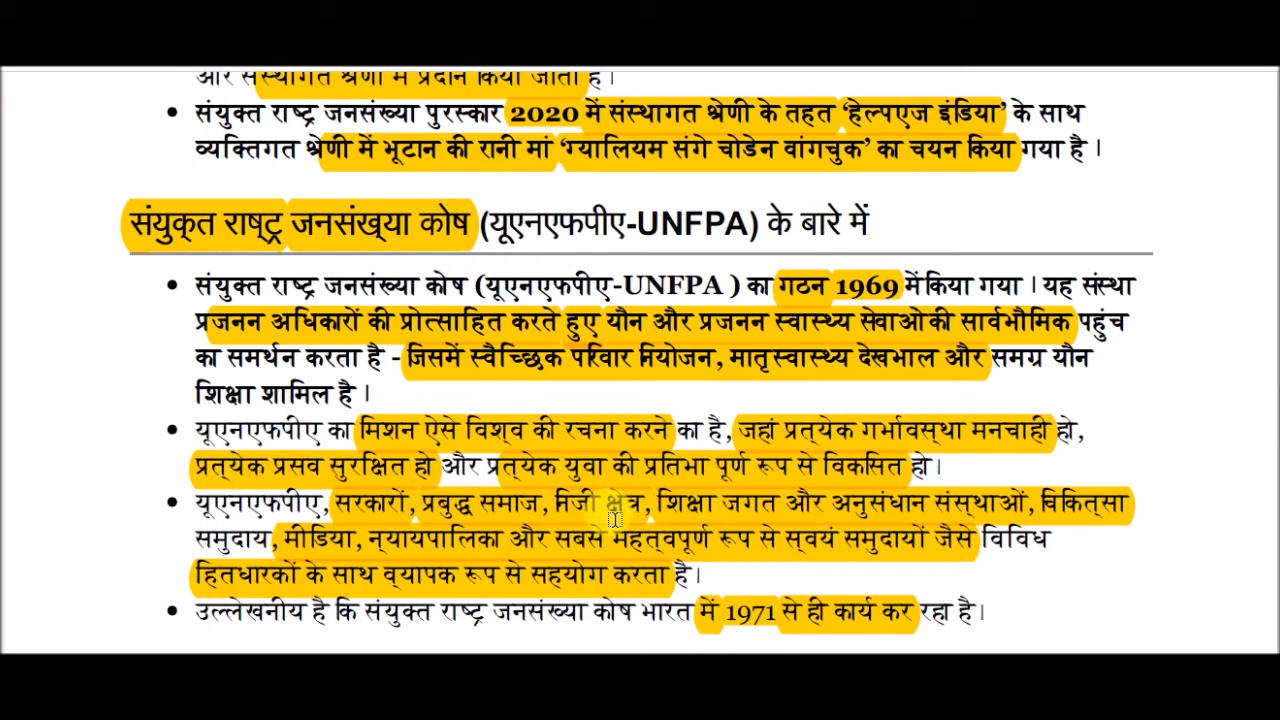 और संस्थागत श्रेणी में प्रदान किया जाता है।
• संयुक्त राष्ट्र जनसंख्या पुरस्कार 2020 में संस्थागत श्रेणी के तहत ‘हेल्पएज इंडिया’ के साथ
व्यक्तिगत श्रेणी में भूटान की रानी मां ‘ग्यालियम संगे चोडेन वांगचुक’ का चयन किया गया है।
संयुक्त राष्ट्र जनसंख्या कोष (यूएनएफपीए-UNFPA) के बारे में
• संयुक्त राष्ट्र जनसंख्या कोष (यूएनएफपीए-UNFPA ) का गठन 1969 में किया गया। यह संस्था
प्रजनन अधिकारों की प्रोत्साहित करते हुए यौन और प्रजनन स्वास्थ्य सेवाओ की सार्वभौमिक पहुंच
का समर्थन करता है - जिसमें स्वैच्छिक परिवार नियोजन, मातृ स्वास्थ्य देखभाल और समग्र यौन
शिक्षा शामिल है।
• यूएनएफपीए का मिशन ऐसे विश्व की रचना करने का है, जहां प्रत्येक गर्भावस्था मनचाही हो,
प्रत्येक प्रसव सुरक्षित हो और प्रत्येक युवा की प्रतिभा पूर्ण रूप से विकसित हो।
• यूएनएफपीए, सरकारों, प्रबुद्ध समाज, निजी क्षेत्र, शिक्षा जगत और अनुसंधान संस्थाओं, चिकित्सा
समुदाय, मीडिया, न्यायपालिका और सबसे महत्वपूर्ण रूप से स्वयं समुदायों जैसे विविध
हितधारकों के साथ व्यापक रूप से सहयोग करता है।
• उल्लेखनीय है कि संयुक्त राष्ट्र जनसंख्या कोष भारत में 1971 से ही कार्य कर रहा है।